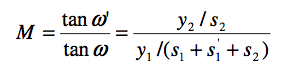 M = tan ω' / tan ω = y₂ / s₂ / y₁ /(s₁ + s₁' + s₂)